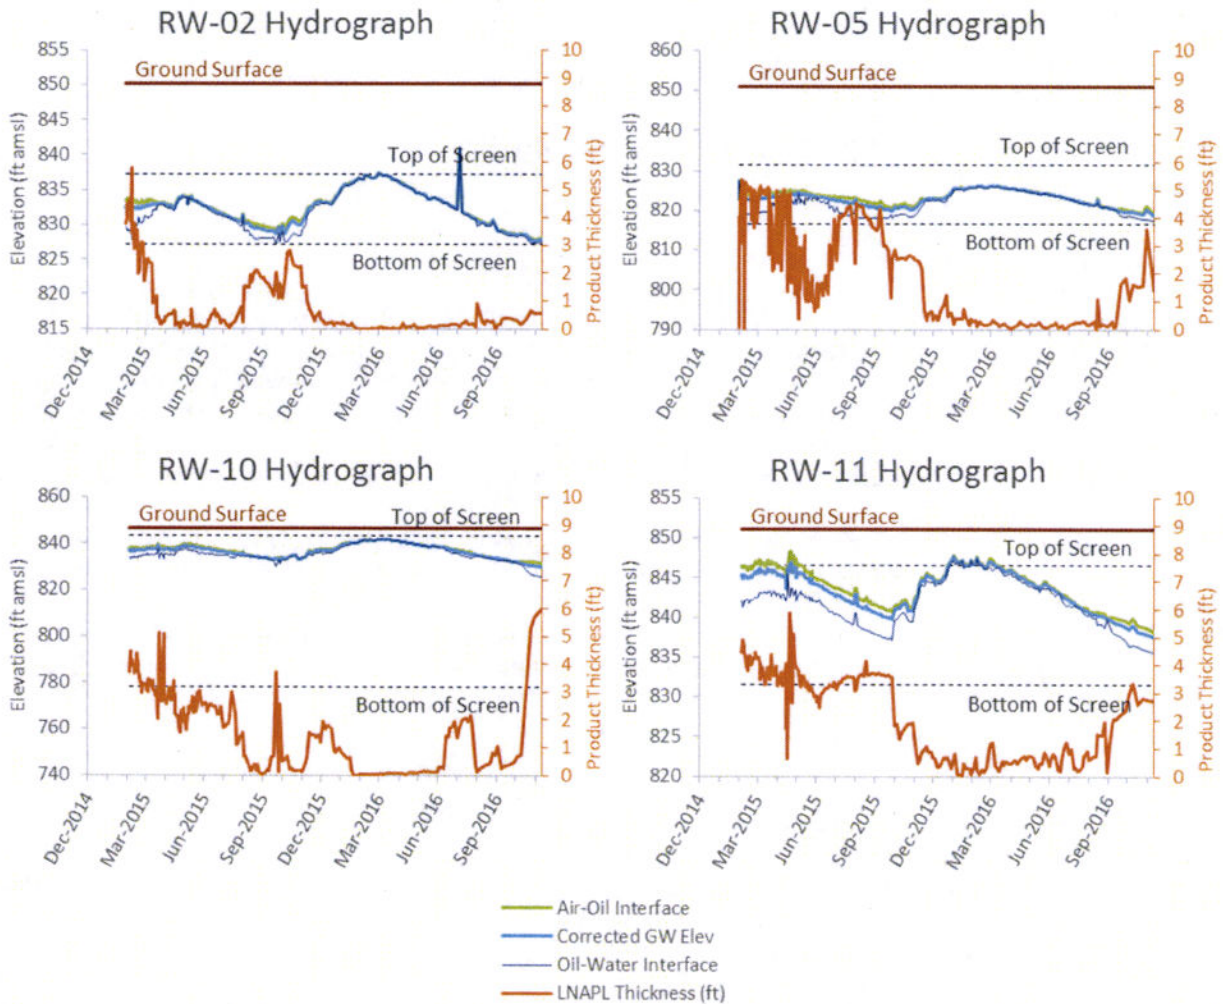 RW-02 Hydrograph
855
850
845
840
835
830
825
820
815
Elevation (ft amsl)
Ground Surface
Top of Screen
Bottom of Screen
10
9
8
7
6
5
4
3
2
1
0
Product Thickness (ft)
Dec-2014
Mar-2015
Jun-2015
Sep-2015
Dec-2015
Mar-2016
Jun-2016
Sep-2016
RW-05 Hydrograph
860
850
840
830
820
810
800
790
Elevation (ft amsl)
Ground Surface
Top of Screen
Bottom of Screen
10
9
8
7
6
5
4
3
2
1
0
Product Thickness (ft)
Dec-2014
Mar-2015
Jun-2015
Sep-2015
Dec-2015
Mar-2016
Jun-2016
Sep-2016
RW-10 Hydrograph
860
840
820
800
780
760
740
Elevation (ft amsl)
Ground Surface
Top of Screen
Bottom of Screen
10
9
8
7
6
5
4
3
2
1
0
Product Thickness (ft)
Dec-2014
Mar-2015
Jun-2015
Sep-2015
Dec-2015
Mar-2016
Jun-2016
Sep-2016
RW-11 Hydrograph
855
850
845
840
835
830
825
820
Elevation (ft amsl)
Ground Surface
Top of Screen
Bottom of Screen
10
9
8
7
6
5
4
3
2
1
0
Product Thickness (ft)
Dec-2014
Mar-2015
Jun-2015
Sep-2015
Dec-2015
Mar-2016
Jun-2016
Sep-2016
Air-Oil Interface
Corrected GW Elev
Oil-Water Interface
LNAPL Thickness (ft)